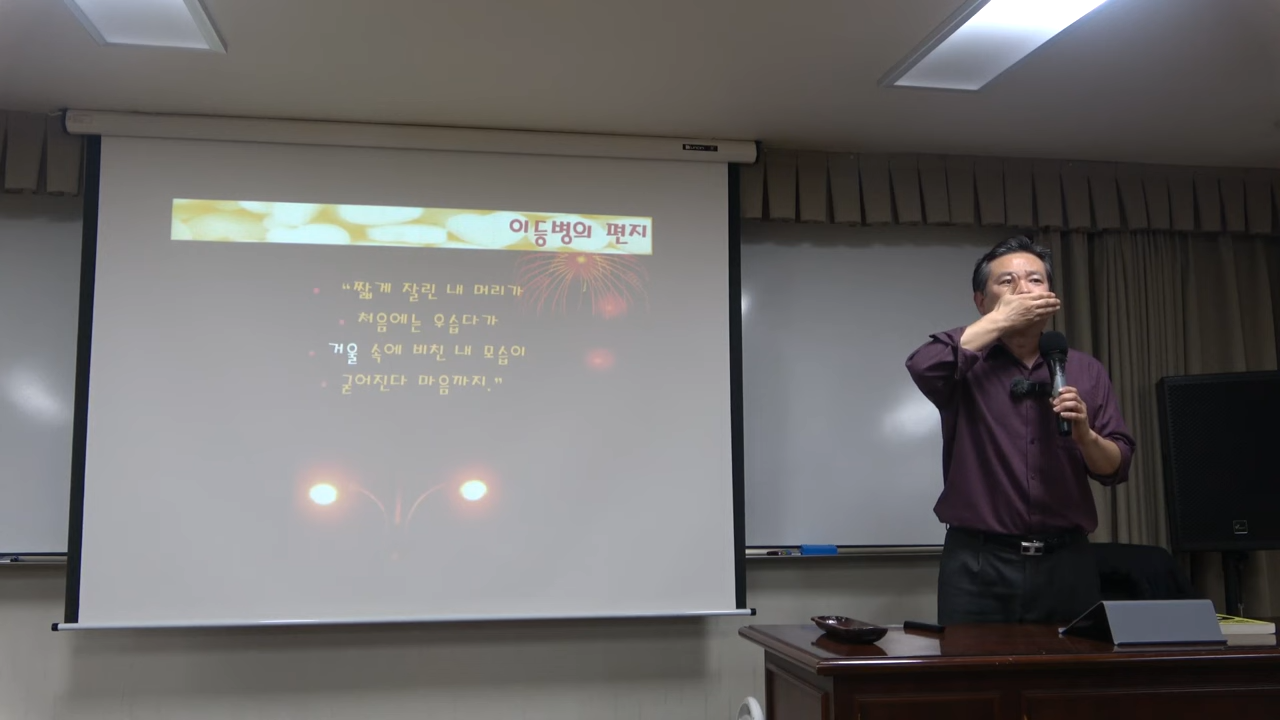 이등병의 편지
“짧게 잘린 내 머리가
처음에는 우습다가
거울 속에 비친 내 모습이
굳어진다 마음까지.”